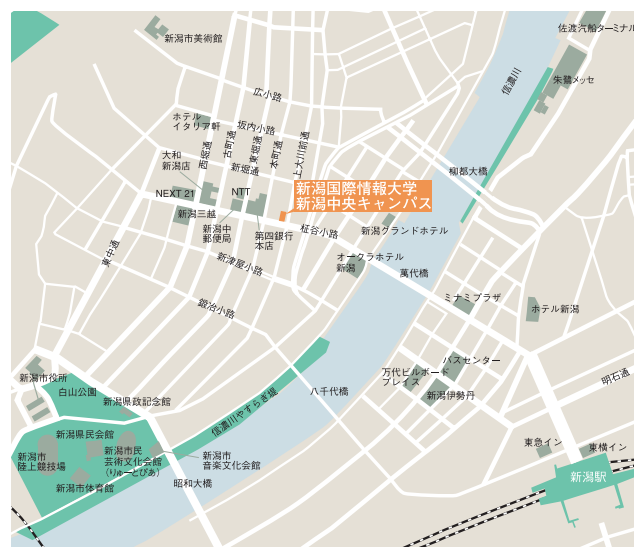 佐渡汽船ターミナル
新潟市美術館
朱鷺メッセ
信濃川
広小路
ホテル
イタリア軒
坂内小路
西堀通
古町通
東堀通
本町通
上大川前通
大和
新潟店
新堀通
柳都大橋
NEXT 21
NTT
新潟国際情報大学
新潟中央キャンパス
新潟三越
新潟中
郵便局
第四銀行
本店
柾谷小路
新潟グランドホテル
東中通
新津屋小路
オークラホテル
新潟
萬代橋
鍛冶小路
ミナミプラザ
ホテル新潟
バスセンター
万代ビルボード
プレイス
新潟伊勢丹
明石通
新潟市役所
白山公園
新潟県政記念館
八千代橋
信濃川やすらぎ堤
新潟県民会館
新潟市
陸上競技場
新潟市民
芸術文化会館
(りゅーとぴあ)
新潟市
音楽文化会館
新潟市体育館
昭和大橋
東急イン
東横イン
新潟駅